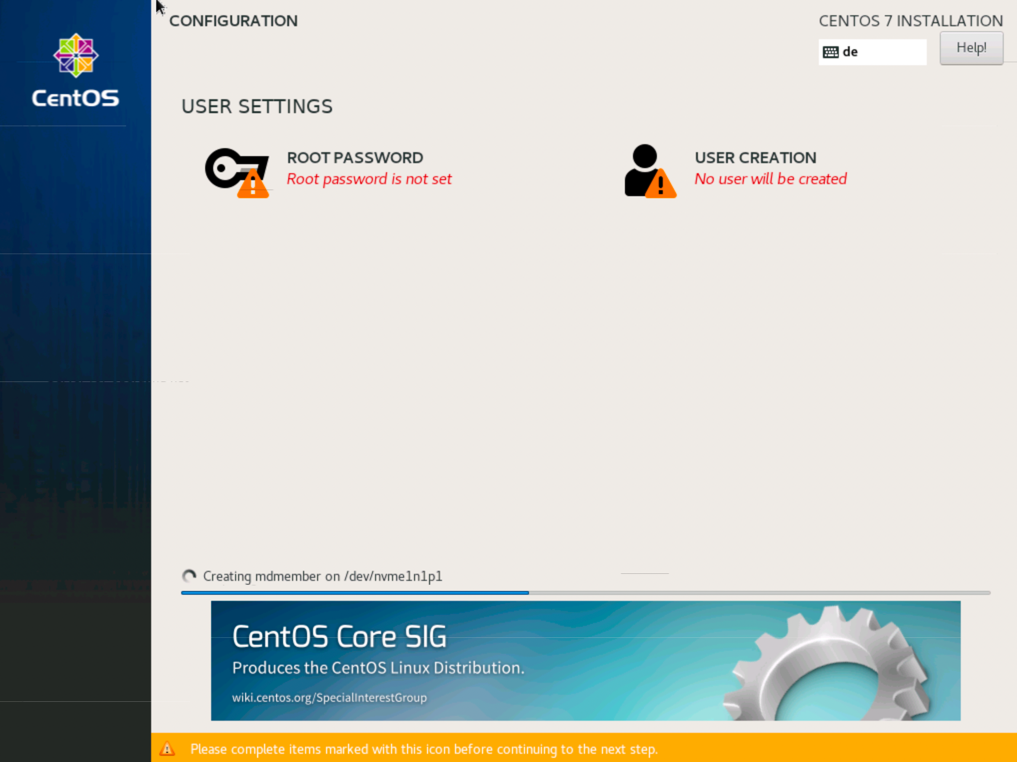 CONFIGURATION
CENTOS 7 INSTALLATION
de
Help!
CentOS
USER SETTINGS
ROOT PASSWORD
Root password is not set
USER CREATION
No user will be created
Creating mdmember on /dev/nvme1n1p1
CentOS Core SIG
Produces the CentOS Linux Distribution.
wiki.centos.org/SpecialInterestGroup
Please complete items marked with this icon before continuing to the next step.